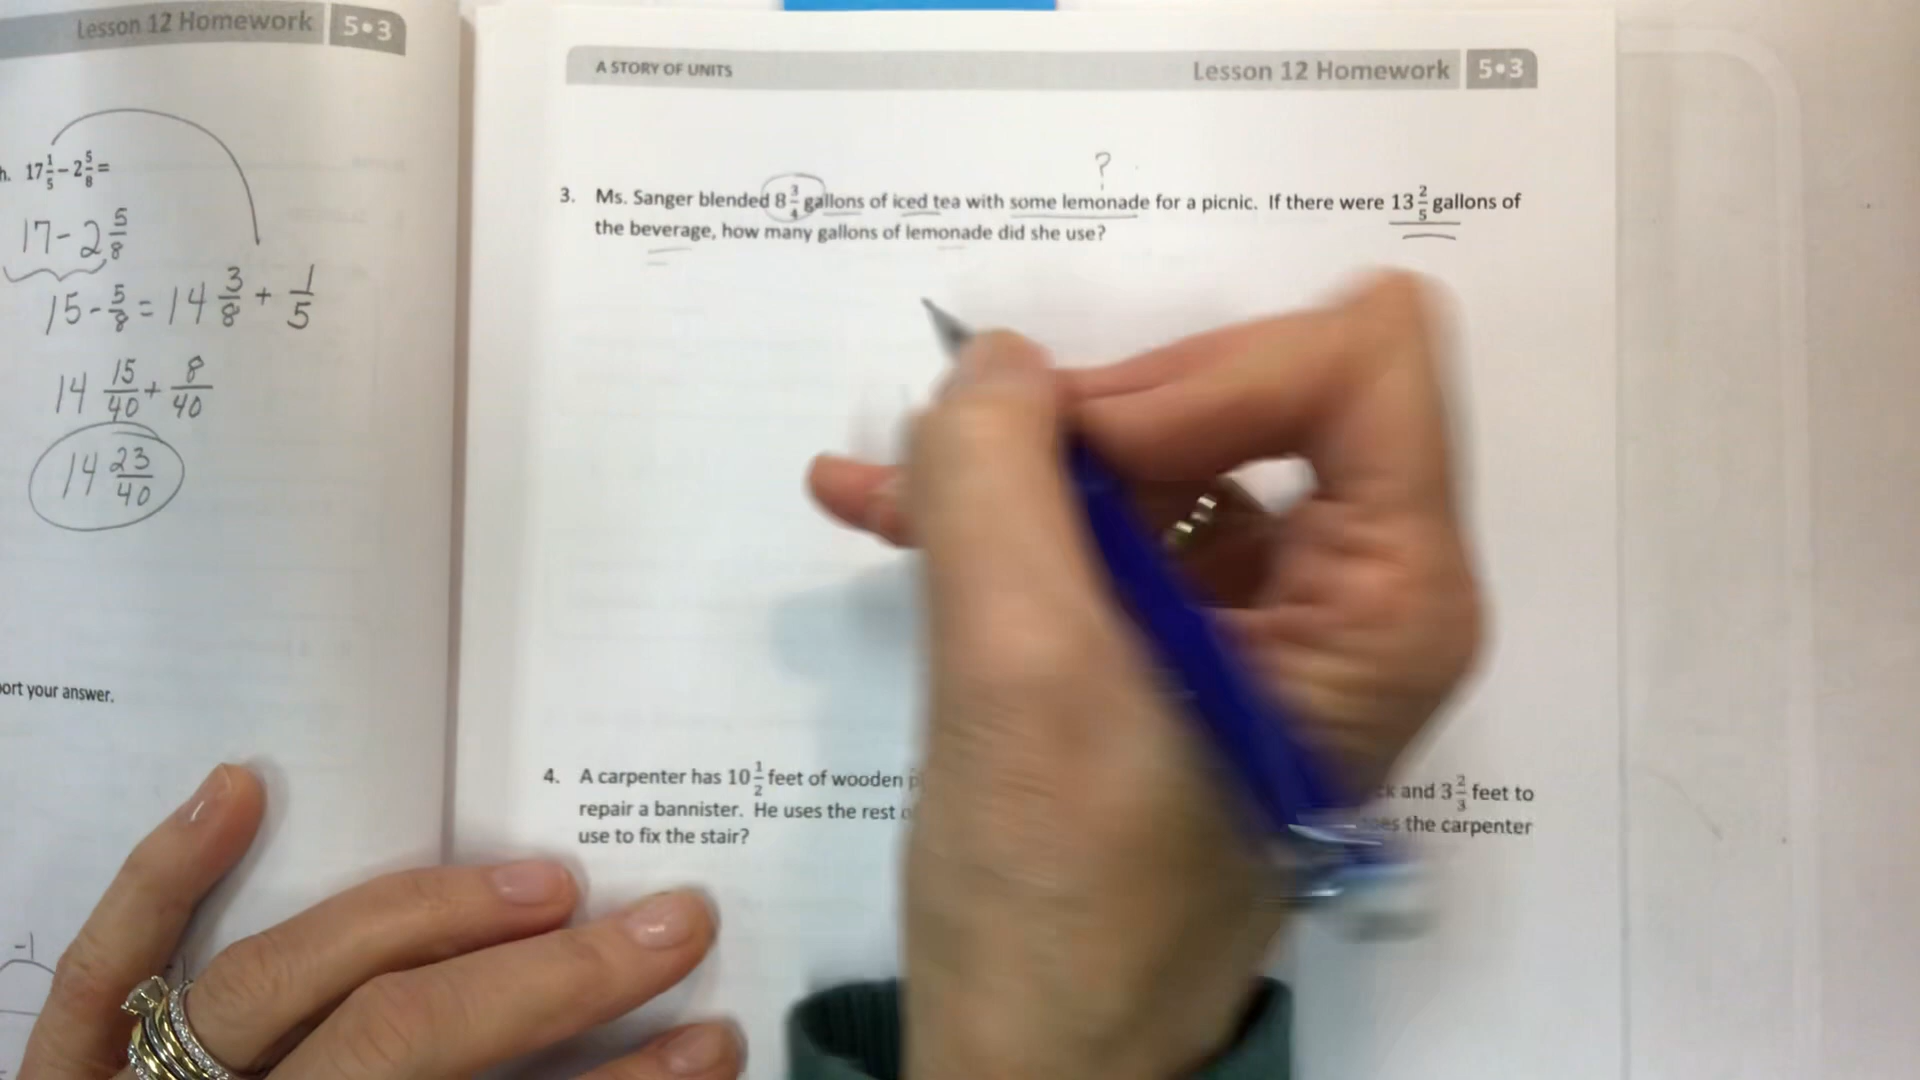 Lesson 12 Homework 5•3
h. 17 1/5 − 2 5/8 =
17 - 2 5/8
15 - 5/8 = 14 3/8 + 1/5
14 15/40 + 8/40
14 23/40
ort your answer.
-1
A STORY OF UNITS Lesson 12 Homework 5•3
?
3. Ms. Sanger blended 8 3/4 gallons of iced tea with some lemonade for a picnic. If there were 13 2/5 gallons of
the beverage, how many gallons of lemonade did she use?
4. A carpenter has 10 1/2 feet of wooden and 3 2/3 feet to
repair a bannister. He uses the rest the carpenter
use to fix the stair?